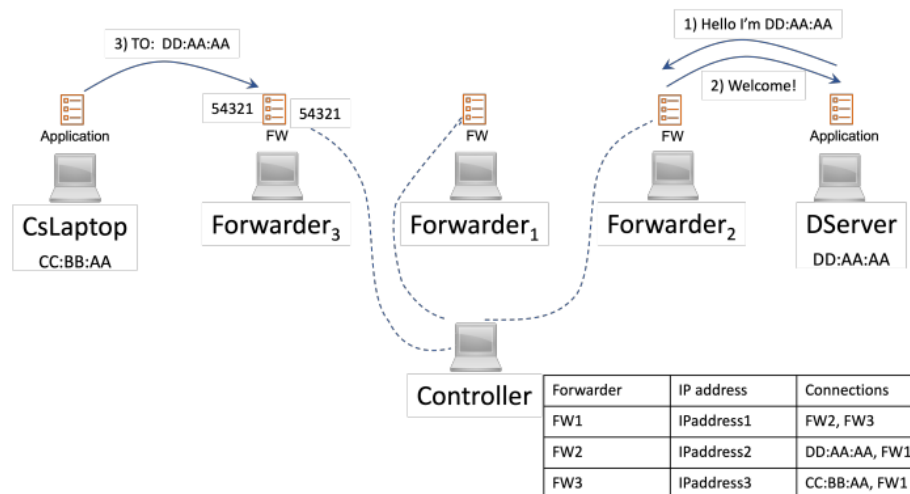 1) Hello I'm DD:AA:AA
3) TO: DD:AA:AA
2) Welcome!
54321
54321
Application
FW
FW
FW
Application
CsLaptop
CC:BB:AA
Forwarder3
Forwarder1
Forwarder2
DServer
DD:AA:AA
Controller
Forwarder IP address Connections
FW1 IPaddress1 FW2, FW3
FW2 IPaddress2 DD:AA:AA, FW1
FW3 IPaddress3 CC:BB:AA, FW1